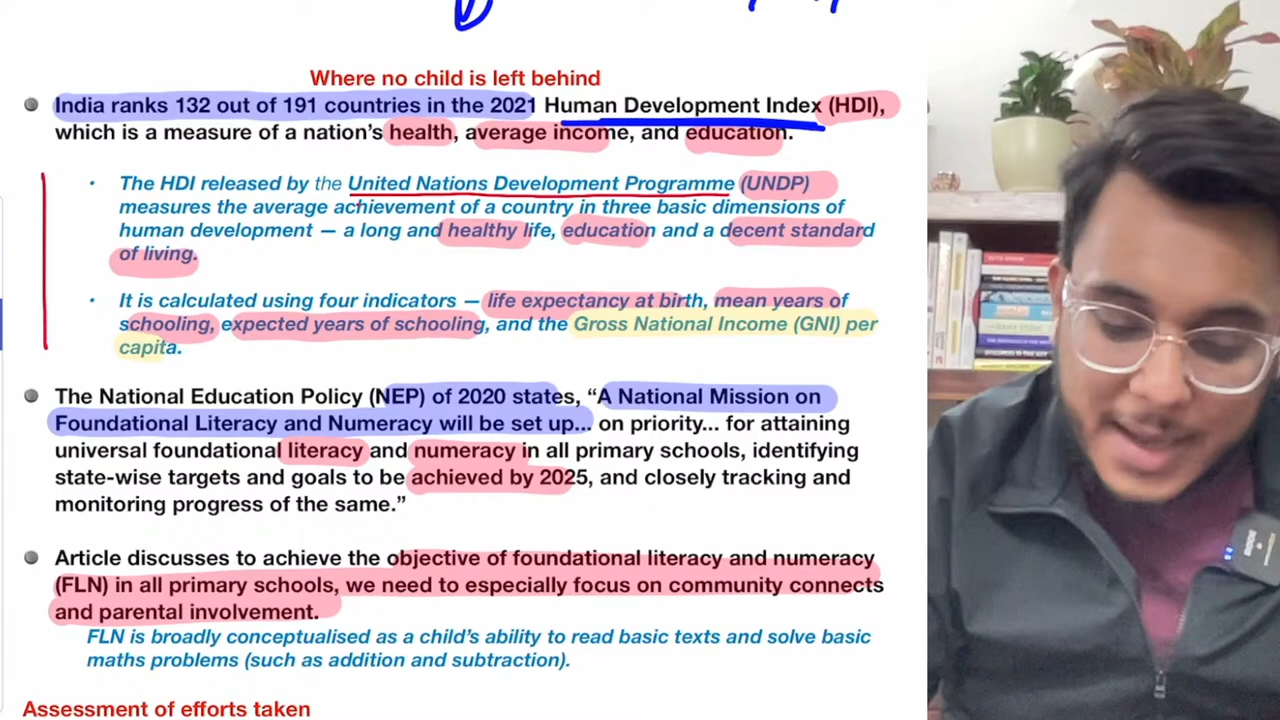 Where no child is left behind
India ranks 132 out of 191 countries in the 2021 Human Development Index (HDI),
which is a measure of a nation's health, average income, and education.
The HDI released by the United Nations Development Programme (UNDP)
measures the average achievement of a country in three basic dimensions of
human development — a long and healthy life, education and a decent standard
of living.
It is calculated using four indicators — life expectancy at birth, mean years of
schooling, expected years of schooling, and the Gross National Income (GNI) per
capita.
The National Education Policy (NEP) of 2020 states, “A National Mission on
Foundational Literacy and Numeracy will be set up... on priority... for attaining
universal foundational literacy and numeracy in all primary schools, identifying
state-wise targets and goals to be achieved by 2025, and closely tracking and
monitoring progress of the same.”
Article discusses to achieve the objective of foundational literacy and numeracy
(FLN) in all primary schools, we need to especially focus on community connects
and parental involvement.
FLN is broadly conceptualised as a child's ability to read basic texts and solve basic
maths problems (such as addition and subtraction).
Assessment of efforts taken